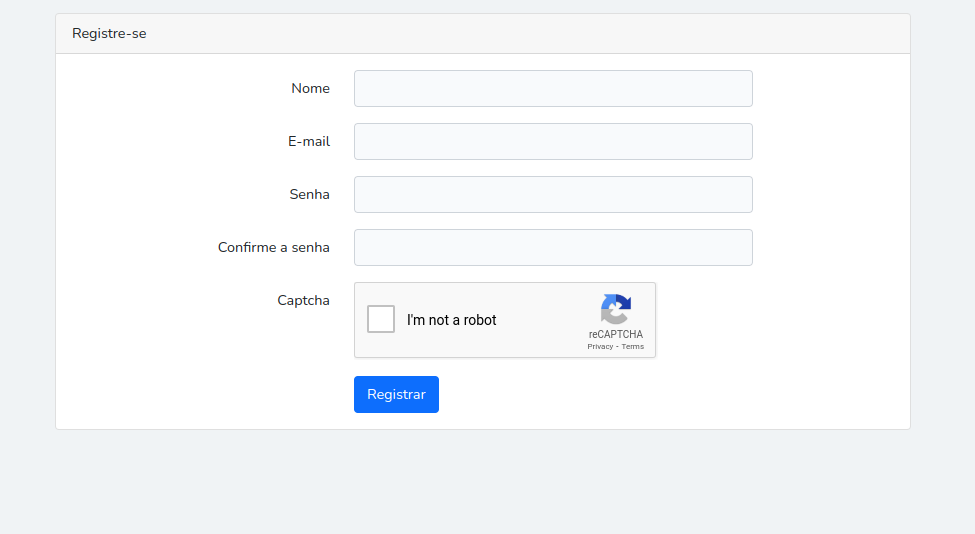 Registre-se
Nome
E-mail
Senha
Confirme a senha
Captcha
I'm not a robot
reCAPTCHA
Privacy - Terms
Registrar